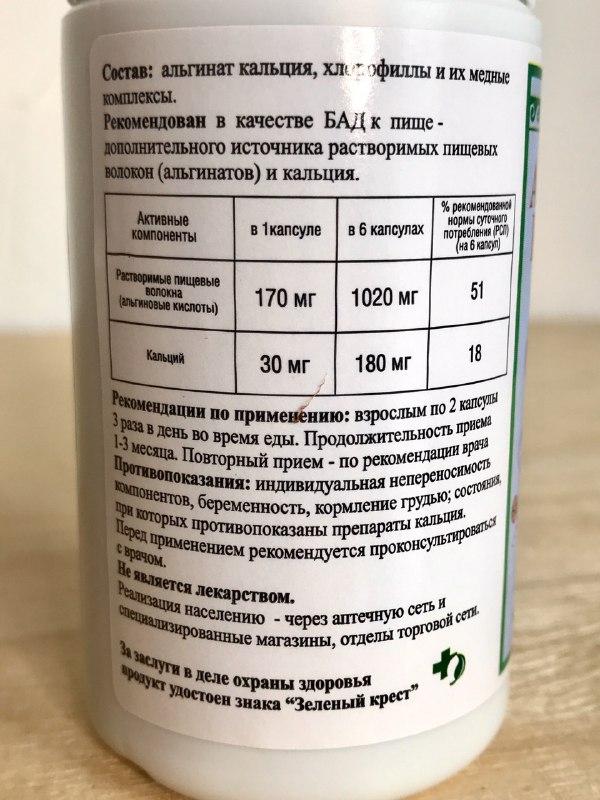 Состав: альгинат кальция, хлорофиллы и их медные
комплексы.
Рекомендован в качестве БАД к пище -
дополнительного источника растворимых пищевых
волокон (альгинатов) и кальция.
Активные компоненты
в 1капсуле
в 6 капсулах
% рекомендованной нормы суточного потребления (РСП) (на 6 капсул)
Растворимые пищевые волокна (альгиновые кислоты)
170 мг
1020 мг
51
Кальций
30 мг
180 мг
18
Рекомендации по применению: взрослым по 2 капсулы
3 раза в день во время еды. Продолжительность приема
1-3 месяца. Повторный прием - по рекомендации врача
Противопоказания: индивидуальная непереносимость
компонентов, беременность, кормление грудью; состояния,
при которых противопоказаны препараты кальция.
Перед применением рекомендуется проконсультироваться
с врачом.
Не является лекарством.
Реализация населению - через аптечную сеть и
специализированные магазины, отделы торговой сети.
За заслуги в деле охраны здоровья
продукт удостоен знака “Зеленый крест”